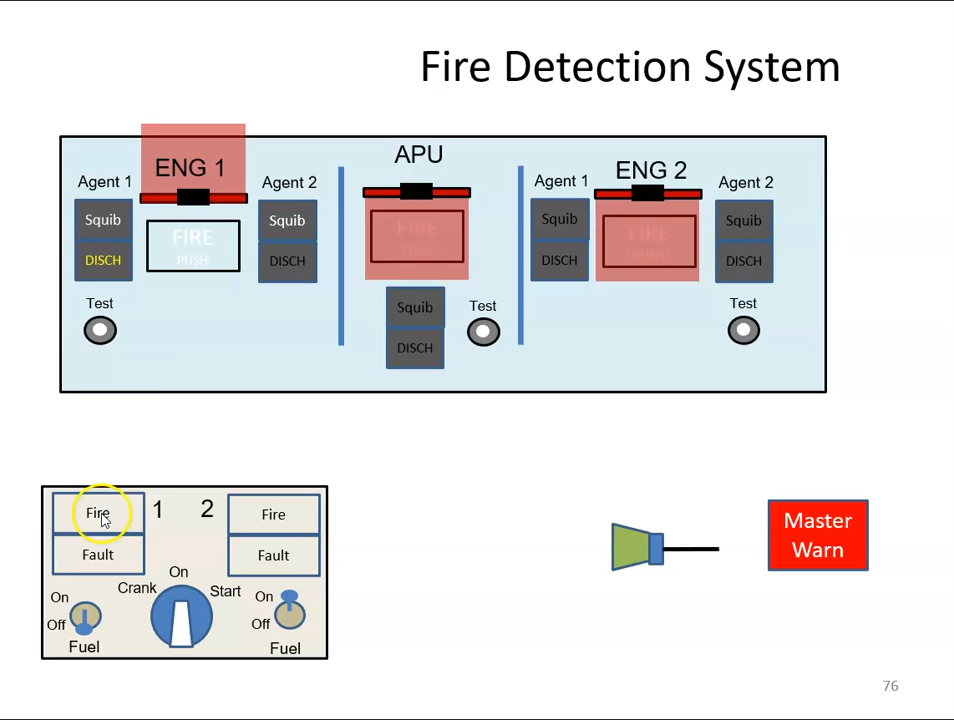 Fire Detection System
ENG 1
APU
ENG 2
Agent 1
Agent 2
Agent 1
Agent 2
Squib
FIRE
PUSH
Squib
FIRE
Squib
FIRE
Squib
DISCH
DISCH
DISCH
DISCH
Test
Squib
Test
Test
DISCH
Fire
1
2
Fire
Fault
Fault
On
Crank
Start
On
Off
On
Off
Fuel
Fuel
Master
Warn
76